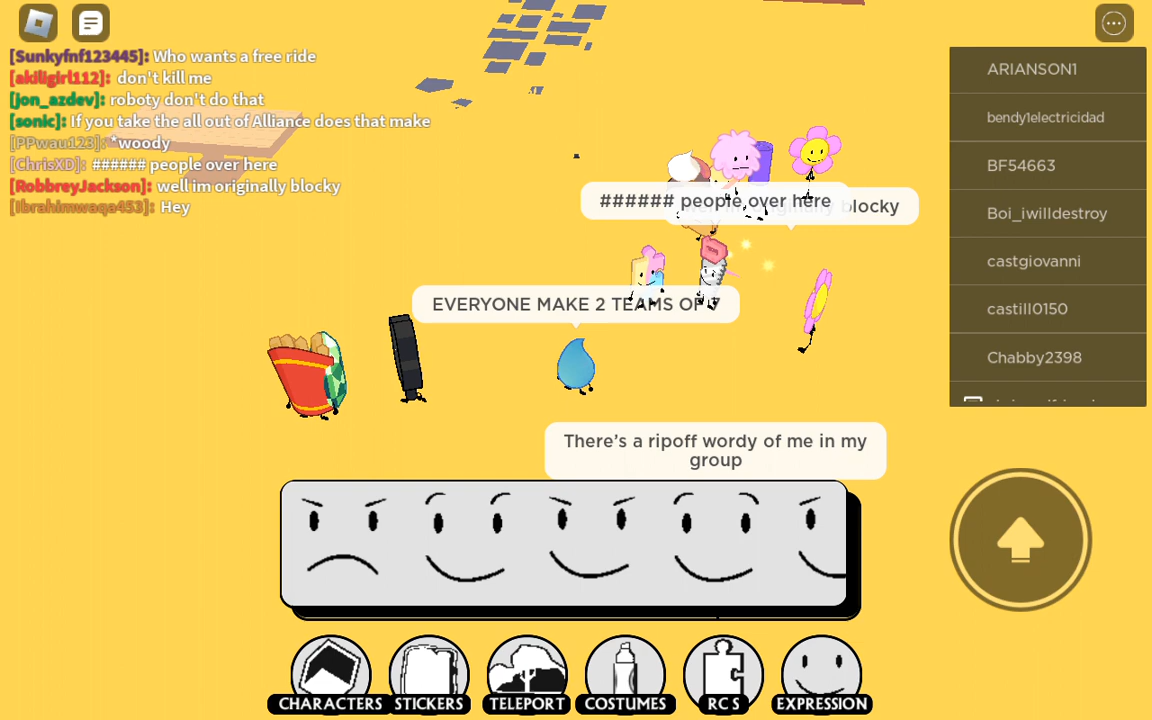 [Sunkyfnf123445]: Who wants a free ride
[akiligirl112]: don't kill me
[jon_azdev]: roboty don't do that
[sonic]: If you take the all out of Alliance does that make
[PPwau123]: *woody
[ChrisXD]: ###### people over here
[RobbreyJackson]: well im originally blocky
[Ibrahimwaqa453]: Hey
ARIANSON1
bendy1electricidad
BF54663
Boi_iwilldestroy
castgiovanni
castill0150
Chabby2398
###### people over here
blocky
EVERYONE MAKE 2 TEAMS OF 7
There's a ripoff wordy of me in my
group
CHARACTERS
STICKERS
TELEPORT
COSTUMES
RC S
EXPRESSION